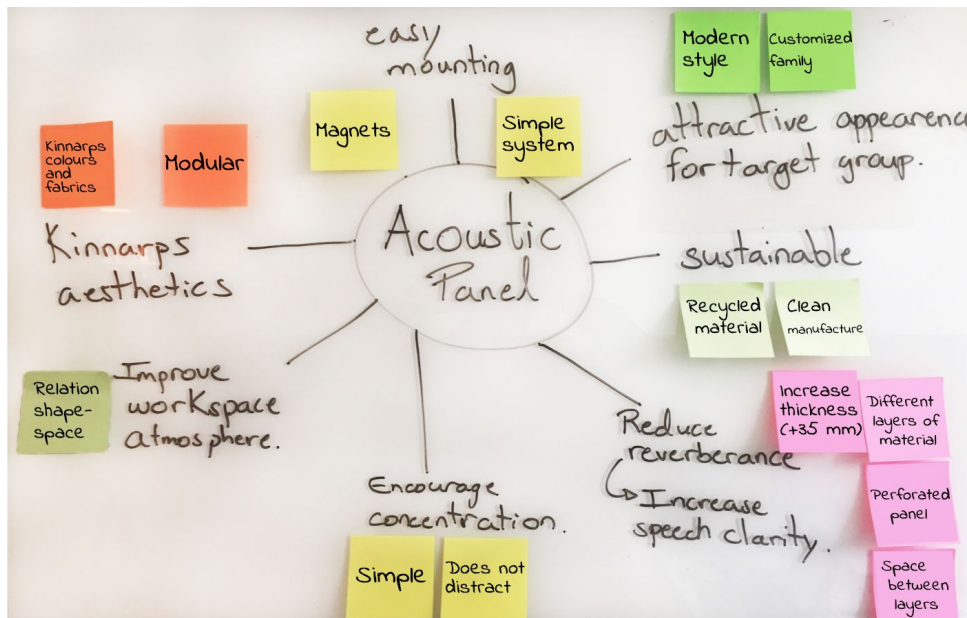 easy
mounting
Magnets
Simple
system
Modern
style
Customized
family
attractive appearenc
for target group.
Kinnarps
colours
and
fabrics
Modular
Kinnarps
aesthetics
Acoustic
Panel
sustainable
Recycled
material
Clean
manufacture
Relation
shape-
space
Improve
workspace
atmosphere.
Encourage
concentration.
Simple
Does not
distract
Reduce
reverberance
Increase
speech clarity.
Increase
thickness
(+35 mm)
Different
layers of
material
Perforated
panel
Space
between
layers